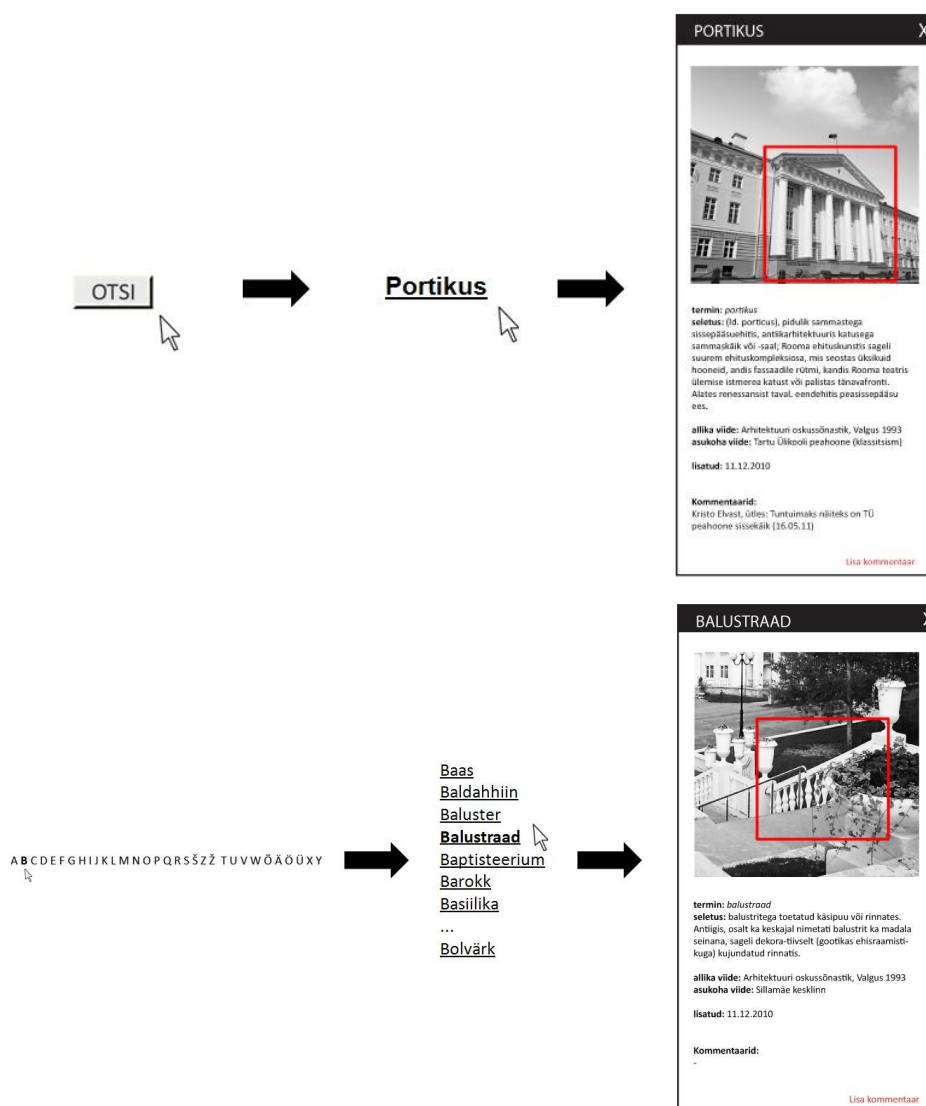 PORTIKUS X
OTSI
Portikus
termin: portikus
seletus: (ld. porticus), pidulik sammastega
sissepääsuehitis, antiikarhitektuuris katusega
sammaskäik või -saal; Rooma ehituskunstis sageli
suurem ehituskompleksiosa, mis seostas üksikuid
hooneid, andis fassaadile rütmi, kandis Rooma teatris
ülemise istmerea katust või palistas tänavafronti.
Alates renessansist taval. eendehitis peasissepääsu
ees.
allika viide: Arhitektuuri oskussõnastik, Valgus 1993
asukoha viide: Tartu Ülikooli peahoone (klassitsism)
lisatud: 11.12.2010
Kommentaarid:
Kristo Elvast, ütles: Tuntuimaks näiteks on TÜ
peahoone sissekäik (16.05.11)
Lisa kommentaar
A B C D E F G H I J K L M N O P Q R S Š Z Ž T U V W Õ Ä Ö Ü X Y
Baas
Baldahhiin
Baluster
Balustraad
Baptisteerium
Barokk
Basiilika
...
Bolvärk
BALUSTRAAD X
termin: balustraad
seletus: balustritega toetatud käsipuu või rinnates.
Antiigis, osalt ka keskajal nimetati balustrit ka madala
seinana, sageli dekora-tiivselt (gootikas ehisraamisti-
kuga) kujundatud rinnatis.
allika viide: Arhitektuuri oskussõnastik, Valgus 1993
asukoha viide: Sillamäe kesklinn
lisatud: 11.12.2010
Kommentaarid:
-
Lisa kommentaar